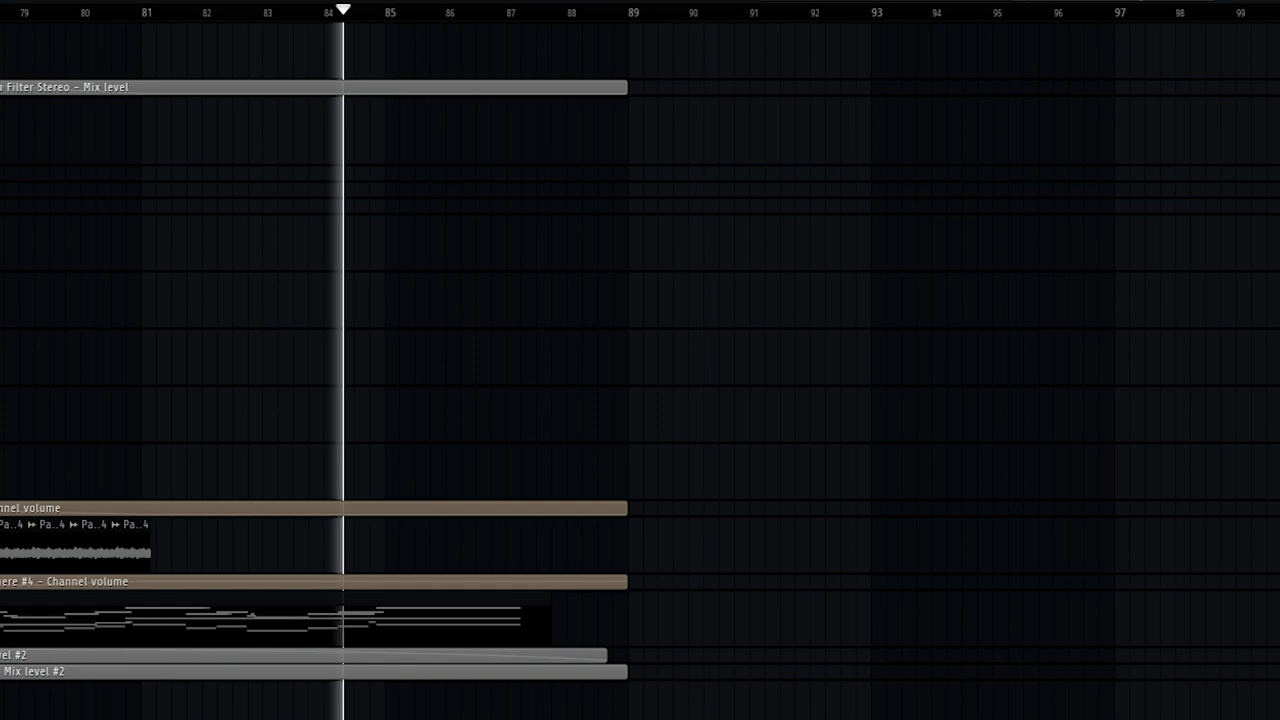 79 80 81 82 83 84 85 86 87 88 89 90 91 92 93 94 95 96 97 98 99
Filter Stereo - Mix level
nnel volume
Pa..4 Pa..4 Pa..4 Pa..4
ere #4 - Channel volume
vel #2
Mix level #2